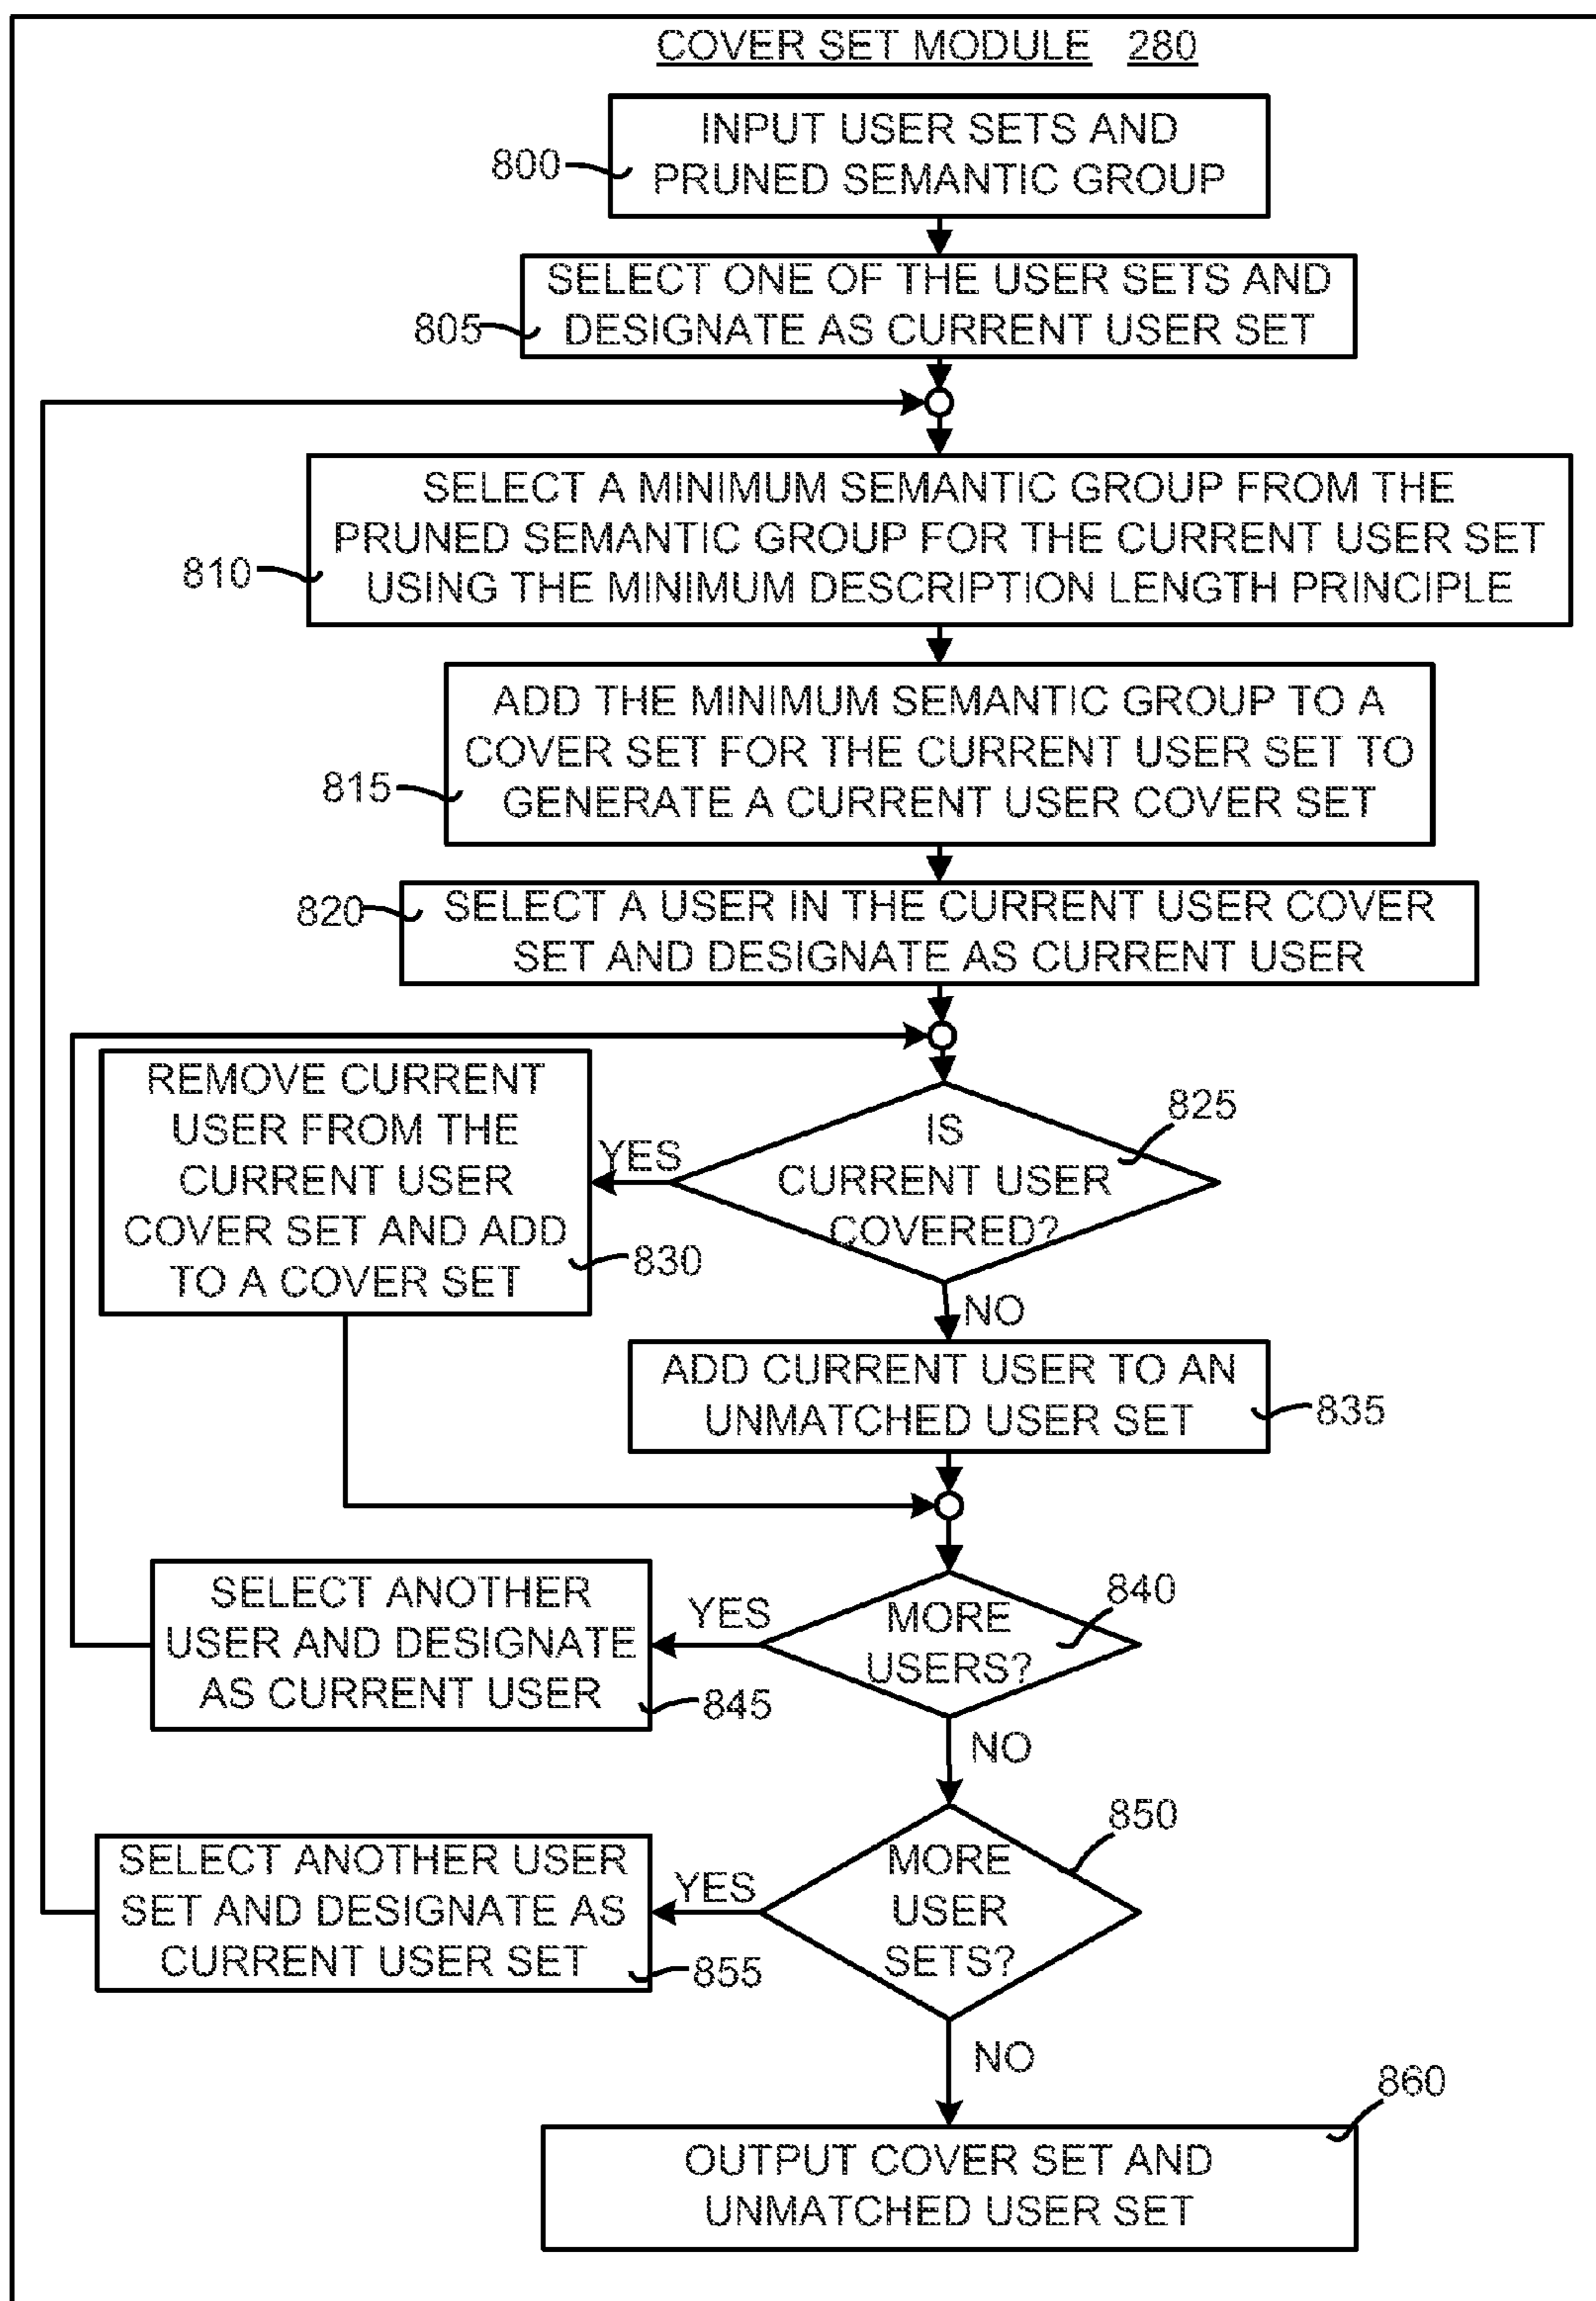 COVER SET MODULE 280
INPUT USER SETS AND
PRUNED SEMANTIC GROUP
800
SELECT ONE OF THE USER SETS AND
DESIGNATE AS CURRENT USER SET
805
SELECT A MINIMUM SEMANTIC GROUP FROM THE
PRUNED SEMANTIC GROUP FOR THE CURRENT USER SET
USING THE MINIMUM DESCRIPTION LENGTH PRINCIPLE
810
ADD THE MINIMUM SEMANTIC GROUP TO A
COVER SET FOR THE CURRENT USER SET TO
GENERATE A CURRENT USER COVER SET
815
SELECT A USER IN THE CURRENT USER COVER
SET AND DESIGNATE AS CURRENT USER
820
IS
CURRENT USER
COVERED?
825
YES
REMOVE CURRENT
USER FROM THE
CURRENT USER
COVER SET AND ADD
TO A COVER SET
830
NO
ADD CURRENT USER TO AN
UNMATCHED USER SET
835
MORE
USERS?
840
YES
SELECT ANOTHER
USER AND DESIGNATE
AS CURRENT USER
845
NO
MORE
USER
SETS?
850
YES
SELECT ANOTHER USER
SET AND DESIGNATE AS
CURRENT USER SET
855
NO
OUTPUT COVER SET AND
UNMATCHED USER SET
860